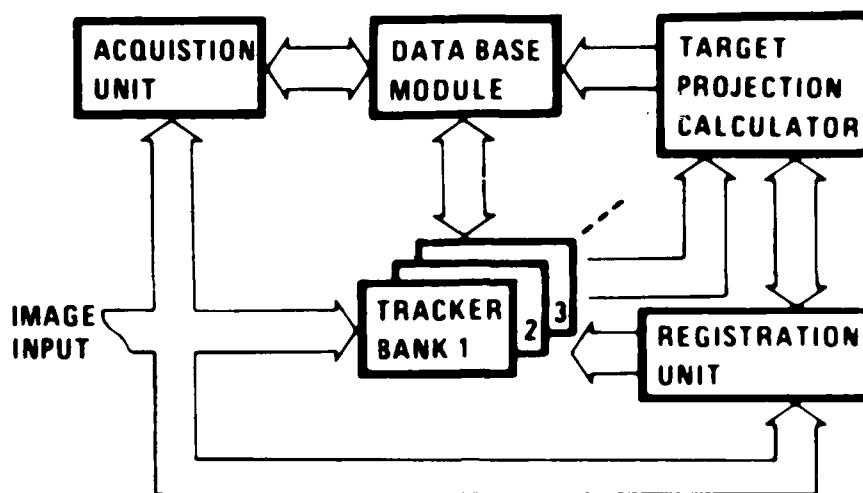 ACQUISTION
UNIT
DATA BASE
MODULE
TARGET
PROJECTION
CALCULATOR
IMAGE
INPUT
TRACKER
BANK 1
2
3
REGISTRATION
UNIT